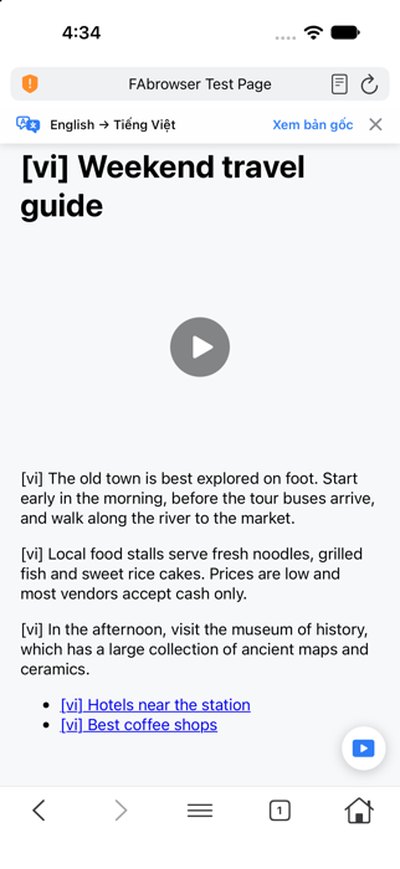 4:34
FAbrowser Test Page
English → Tiếng Việt
Xem bản gốc
[vi] Weekend travel
guide
[vi] The old town is best explored on foot. Start
early in the morning, before the tour buses arrive,
and walk along the river to the market.
[vi] Local food stalls serve fresh noodles, grilled
fish and sweet rice cakes. Prices are low and
most vendors accept cash only.
[vi] In the afternoon, visit the museum of history,
which has a large collection of ancient maps and
ceramics.
[vi] Hotels near the station
[vi] Best coffee shops
1